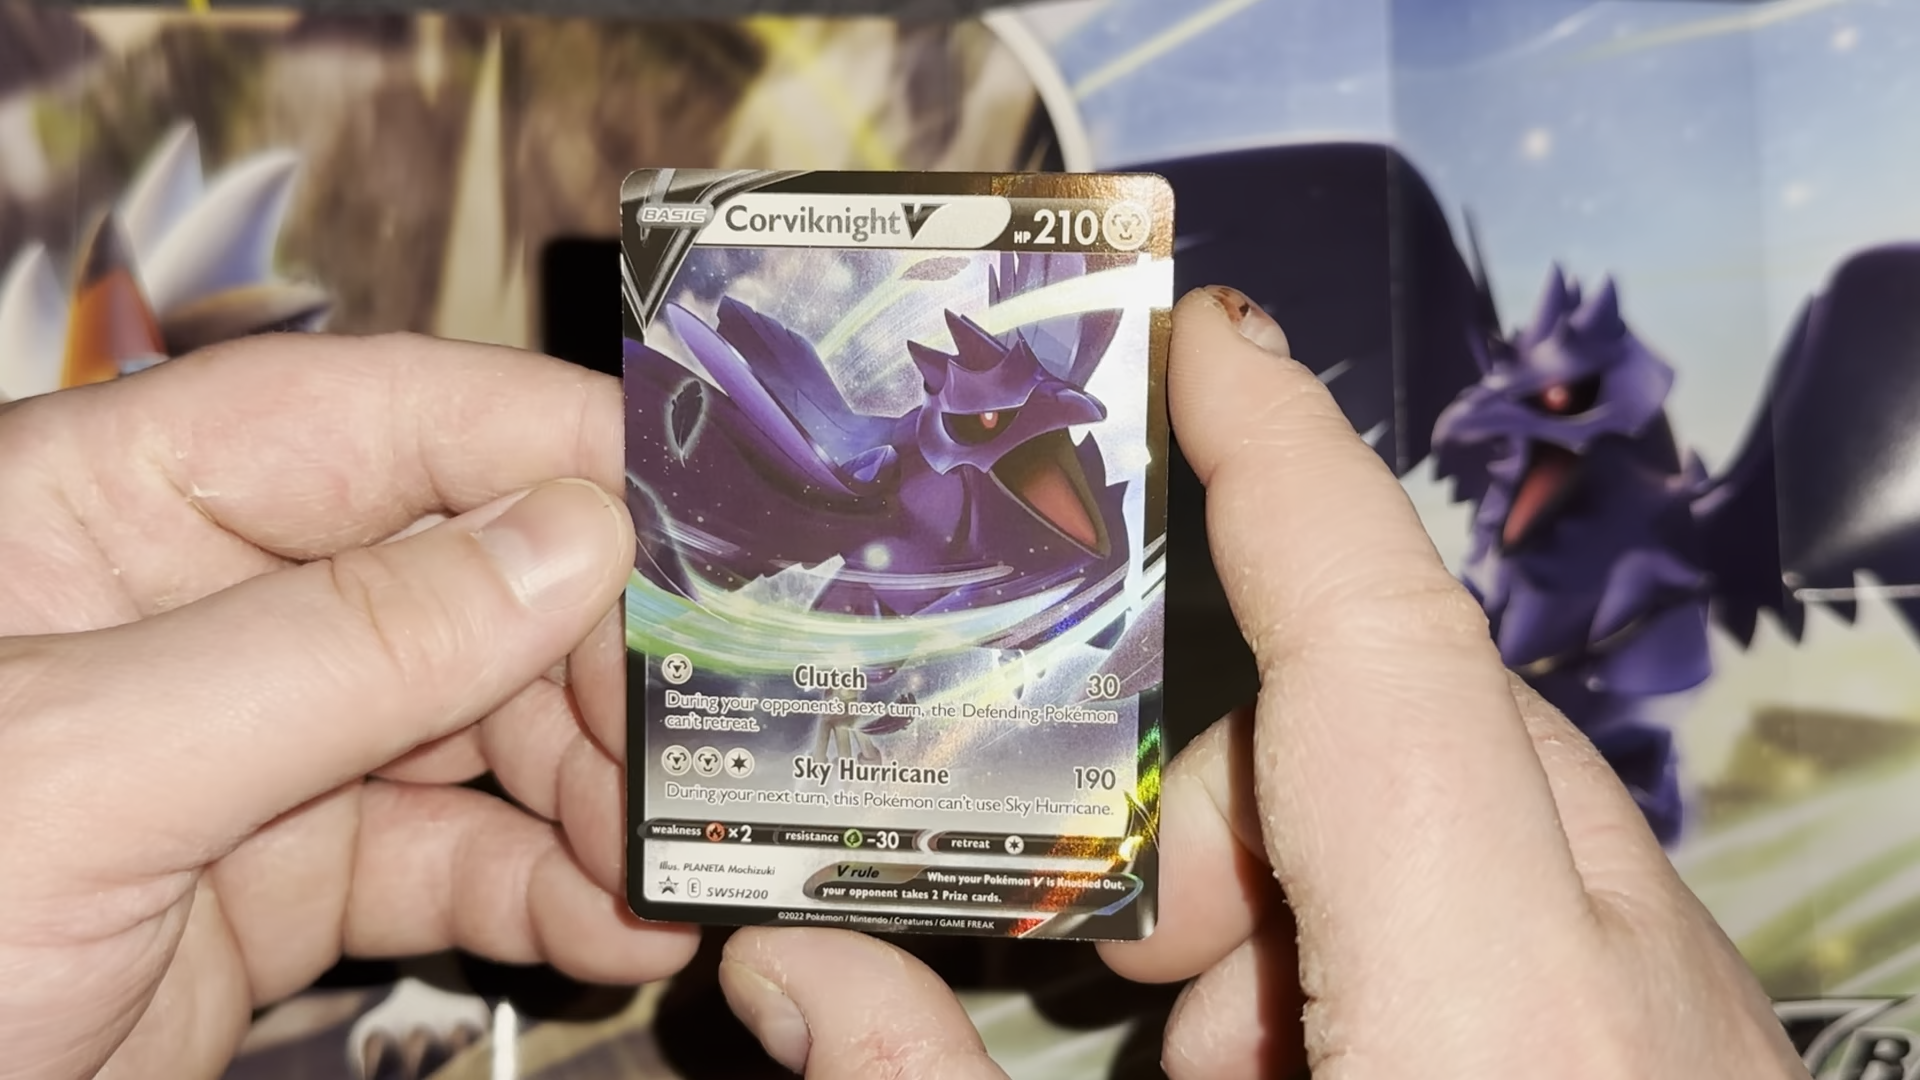 BASIC Corviknight V HP 210
Clutch 30
During your opponent's next turn, the Defending Pokémon
can't retreat.
Sky Hurricane 190
During your next turn, this Pokémon can't use Sky Hurricane.
weakness ×2 resistance -30 retreat
Illus. PLANETA Mochizuki
V rule When your Pokémon V is Knocked Out,
your opponent takes 2 Prize cards.
E SWSH200
©2022 Pokémon / Nintendo / Creatures / GAME FREAK